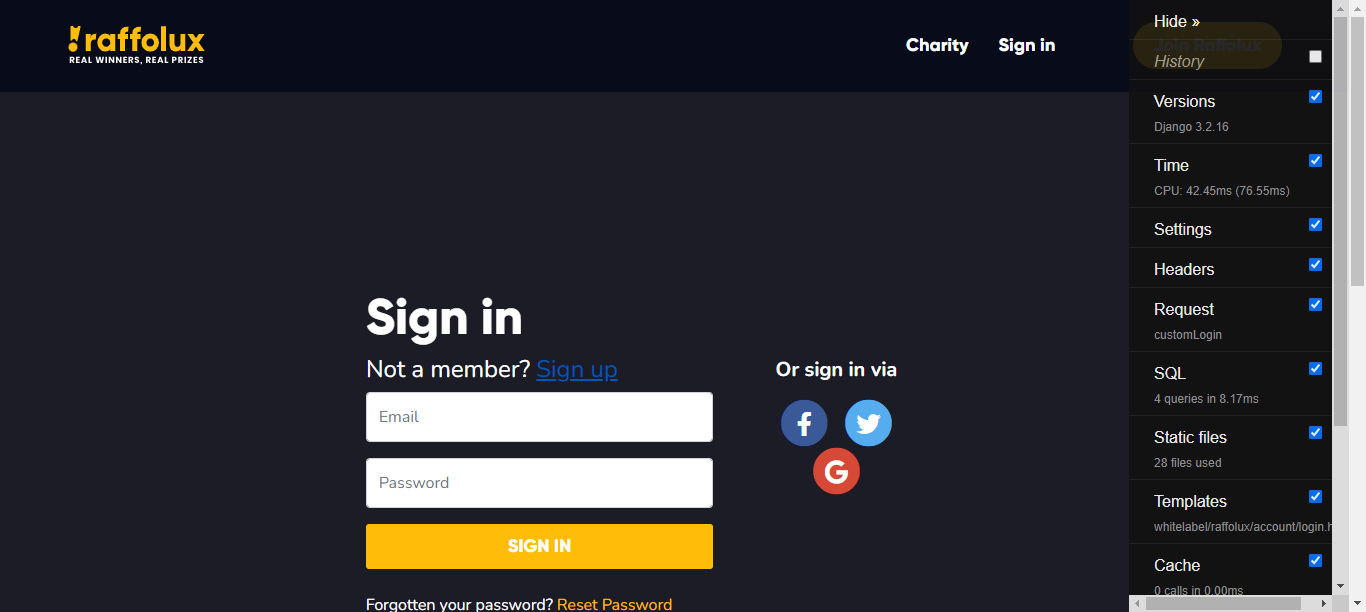 raffolux
REAL WINNERS, REAL PRIZES
Charity
Sign in
Join Raffolux
Sign in
Not a member? Sign up
Email
Password
SIGN IN
Forgotten your password? Reset Password
Or sign in via
Hide »
History
Versions
Django 3.2.16
Time
CPU: 42.45ms (76.55ms)
Settings
Headers
Request
customLogin
SQL
4 queries in 8.17ms
Static files
28 files used
Templates
whitelabel/raffolux/account/login.h
Cache
0 calls in 0.00ms